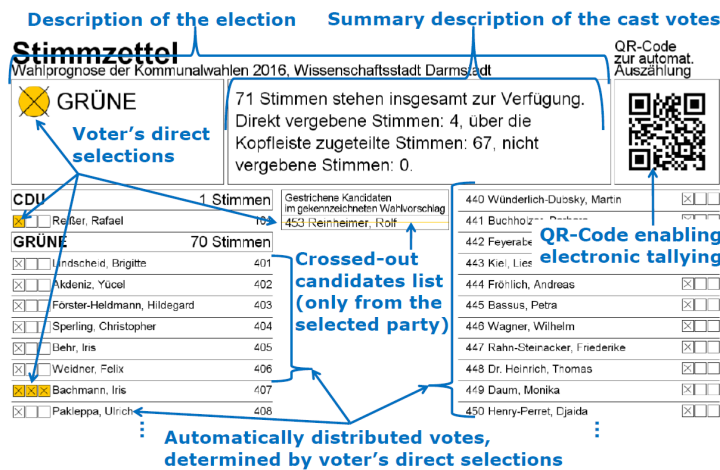 Description of the election
Summary description of the cast votes
Stimmzettel
Wahlprognose der Kommunalwahlen 2016, Wissenschaftsstadt Darmstadt
QR-Code
zur automat.
Auszählung
GRÜNE
71 Stimmen stehen insgesamt zur Verfügung.
Direkt vergebene Stimmen: 4, über die
Kopfleiste zugeteilte Stimmen: 67, nicht
vergebene Stimmen: 0.
Voter's direct
selections
CDU 1 Stimmen
Reißer, Rafael
GRÜNE 70 Stimmen
Lindscheid, Brigitte 401
Akdeniz, Yücel 402
Förster-Heldmann, Hildegard 403
Sperling, Christopher 404
Behr, Iris 405
Weidner, Felix 406
Bachmann, Iris 407
Pakleppa, Ulrich 408
Gestrichene Kandidaten
im gekennzeichneten Wahlvorschlag
453 Reinheimer, Rolf
Crossed-out
candidates list
(only from the
selected party)
440 Wünderlich-Dubsky, Martin
441
442
443 Kiel,
444 Fröhlich, Andreas
445 Bassus, Petra
446 Wagner, Wilhelm
447 Rahn-Steinacker, Friederike
448 Dr. Heinrich, Thomas
449 Daum, Monika
450 Henry-Perret, Djaida
QR-Code enabling
electronic tallying
Automatically distributed votes,
determined by voter's direct selections